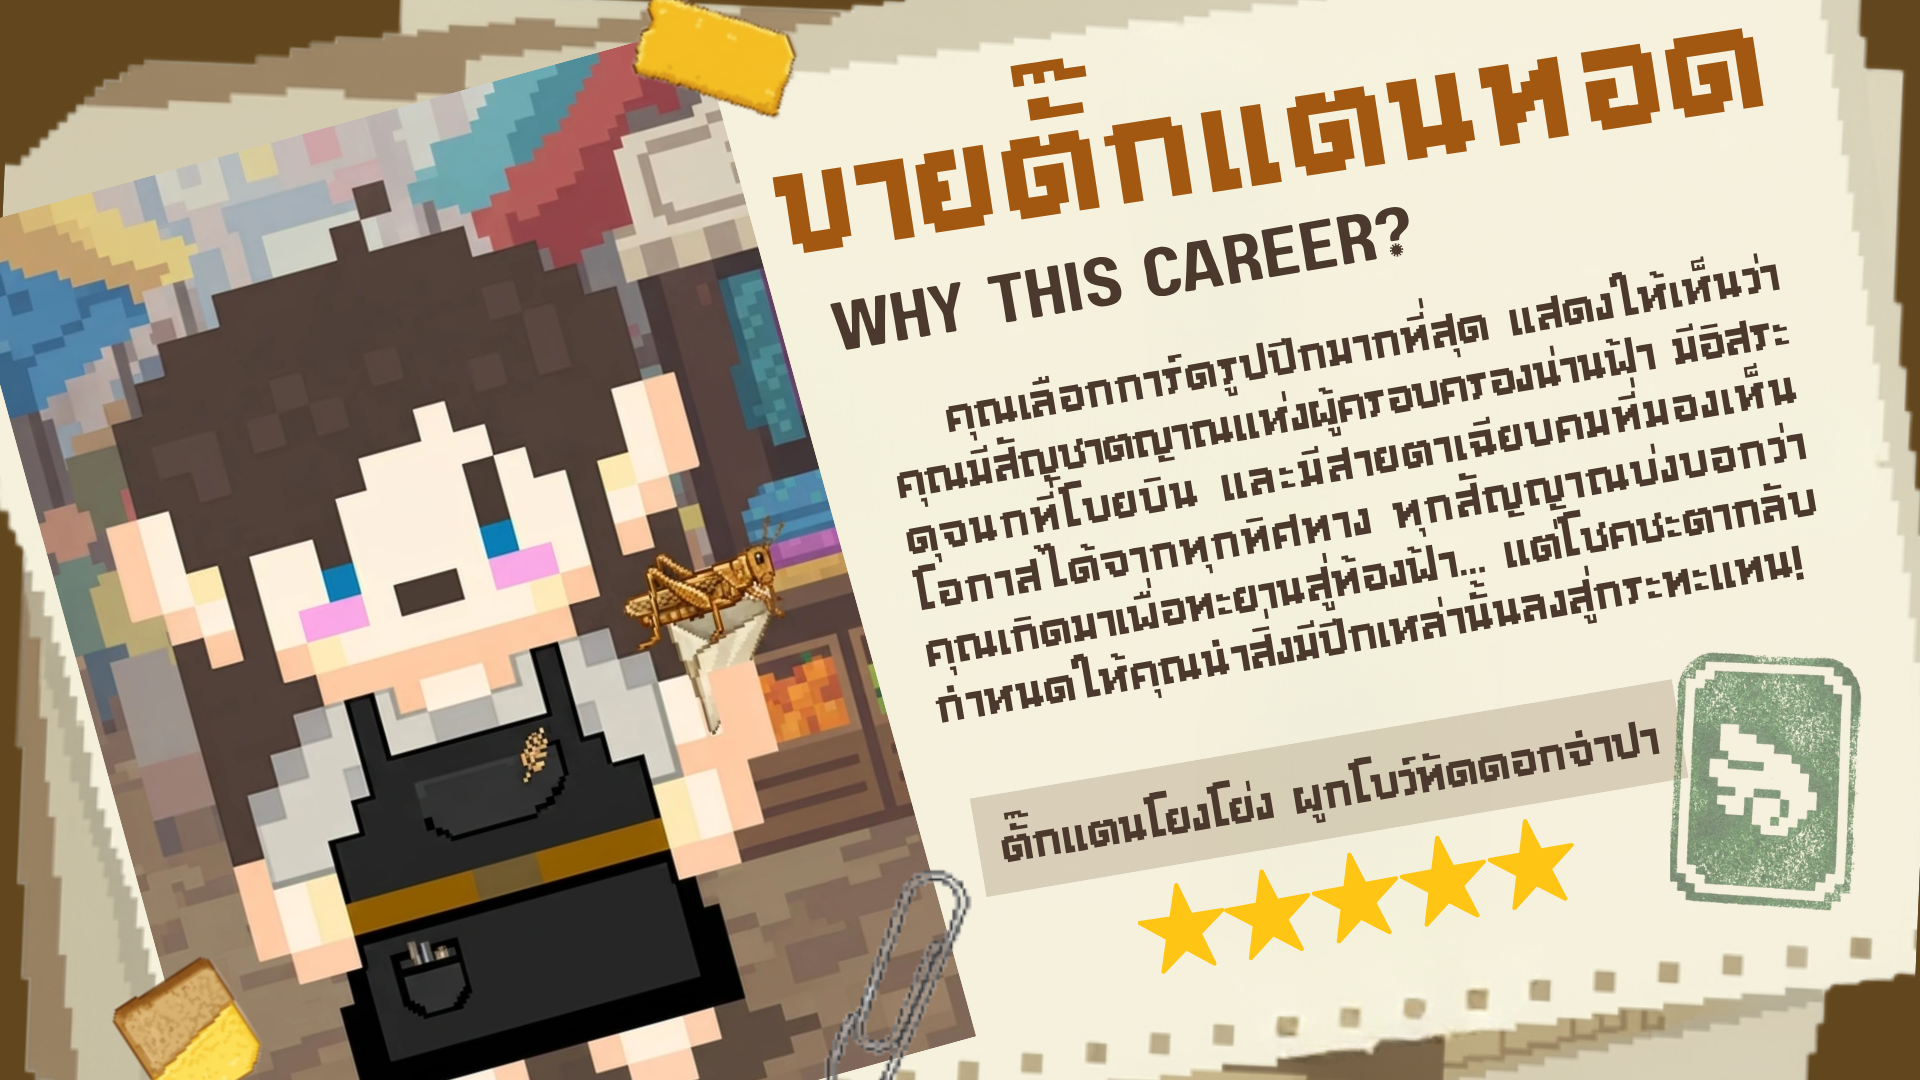 ขายตั๊กแตนทอด
WHY THIS CAREER?
คุณเลือกการ์ดรูปปีกมากที่สุด แสดงให้เห็นว่า
คุณมีสัญชาตญาณแห่งผู้ครอบครองน่านฟ้า มีอิสระ
ดุจนกที่โบยบิน และมีสายตาเฉียบคมที่มองเห็น
โอกาสได้จากทุกทิศทาง ทุกสัญญาณบ่งบอกว่า
คุณเกิดมาเพื่อทะยานสู่ท้องฟ้า... แต่โชคชะตากลับ
กำหนดให้คุณนำสิ่งมีปีกเหล่านั้นลงสู่กระทะแทน!
ตั๊กแตนโยงโย่ง ผูกโบว์ทัดดอกจำปา